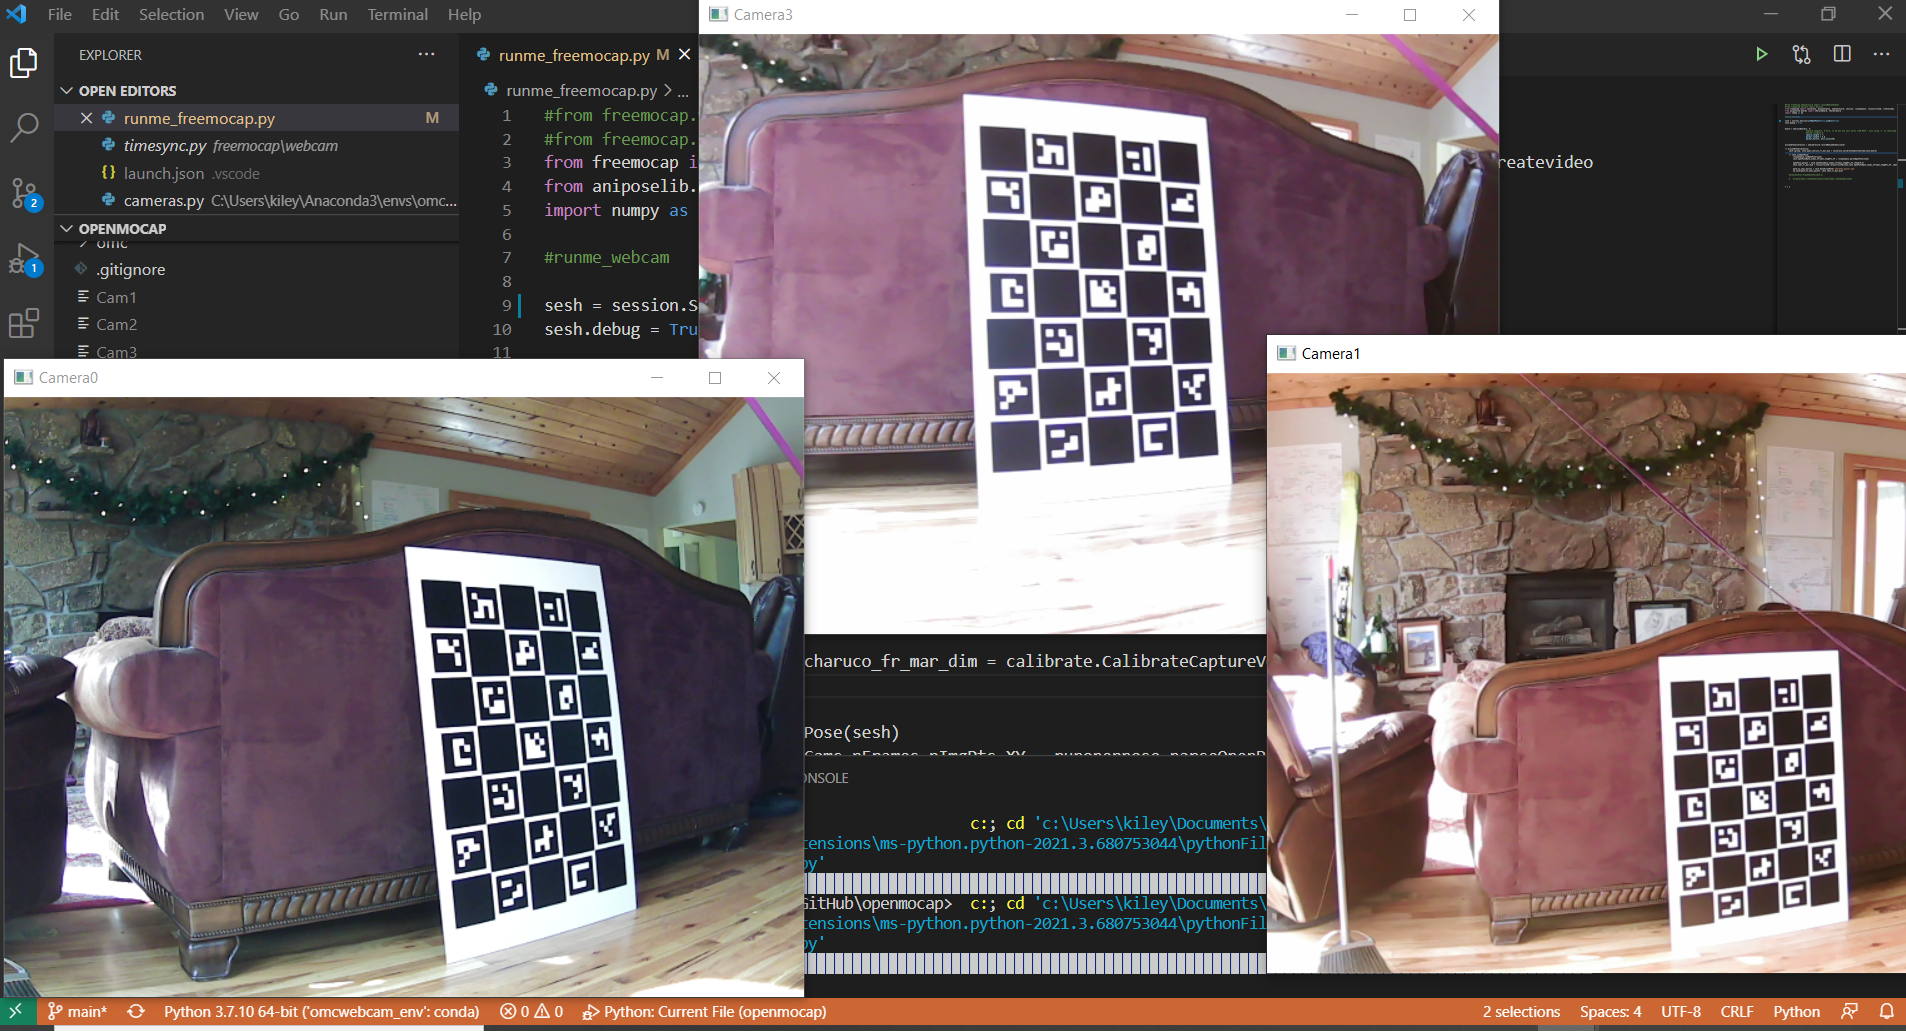 File Edit Selection View Go Run Terminal Help
Camera3
EXPLORER
runme_freemocap.py M
OPEN EDITORS
runme_freemocap.py M
timesync.py freemocap\webcam
launch.json .vscode
cameras.py C:\Users\kiley\Anaconda3\envs\omc...
OPENMOCAP
omc
.gitignore
Cam1
Cam2
Cam3
2
1
runme_freemocap.py > ...
1 #from freemocap.
2 #from freemocap.
3 from freemocap i
reatevideo
4 from aniposelib.
5 import numpy as
6
7 #runme_webcam
8
9 sesh = session.S
10 sesh.debug = Tru
11
Camera0
Camera1
charuco_fr_mar_dim = calibrate.CalibrateCaptureV
Pose(sesh)
ONSOLE
c:; cd 'c:\Users\kiley\Documents\
tensions\ms-python.python-2021.3.680753044\pythonFil
py'
GitHub\openmocap> c:; cd 'c:\Users\kiley\Documents\
tensions\ms-python.python-2021.3.680753044\pythonFil
py'
main* Python 3.7.10 64-bit ('omcwebcam_env': conda) 0 0 Python: Current File (openmocap) 2 selections Spaces: 4 UTF-8 CRLF Python